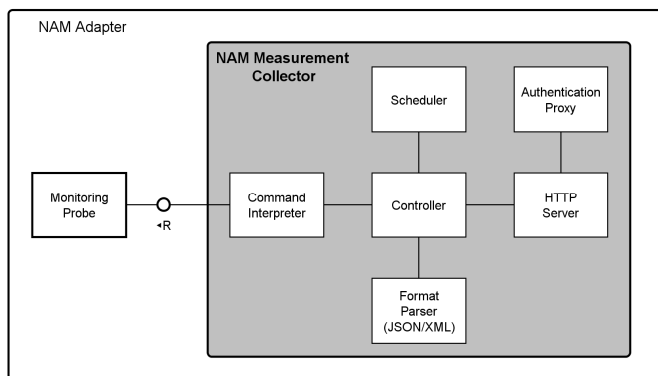 NAM Adapter
NAM Measurement
Collector
Scheduler
Authentication
Proxy
Monitoring
Probe
◄R
Command
Interpreter
Controller
HTTP
Server
Format
Parser
(JSON/XML)